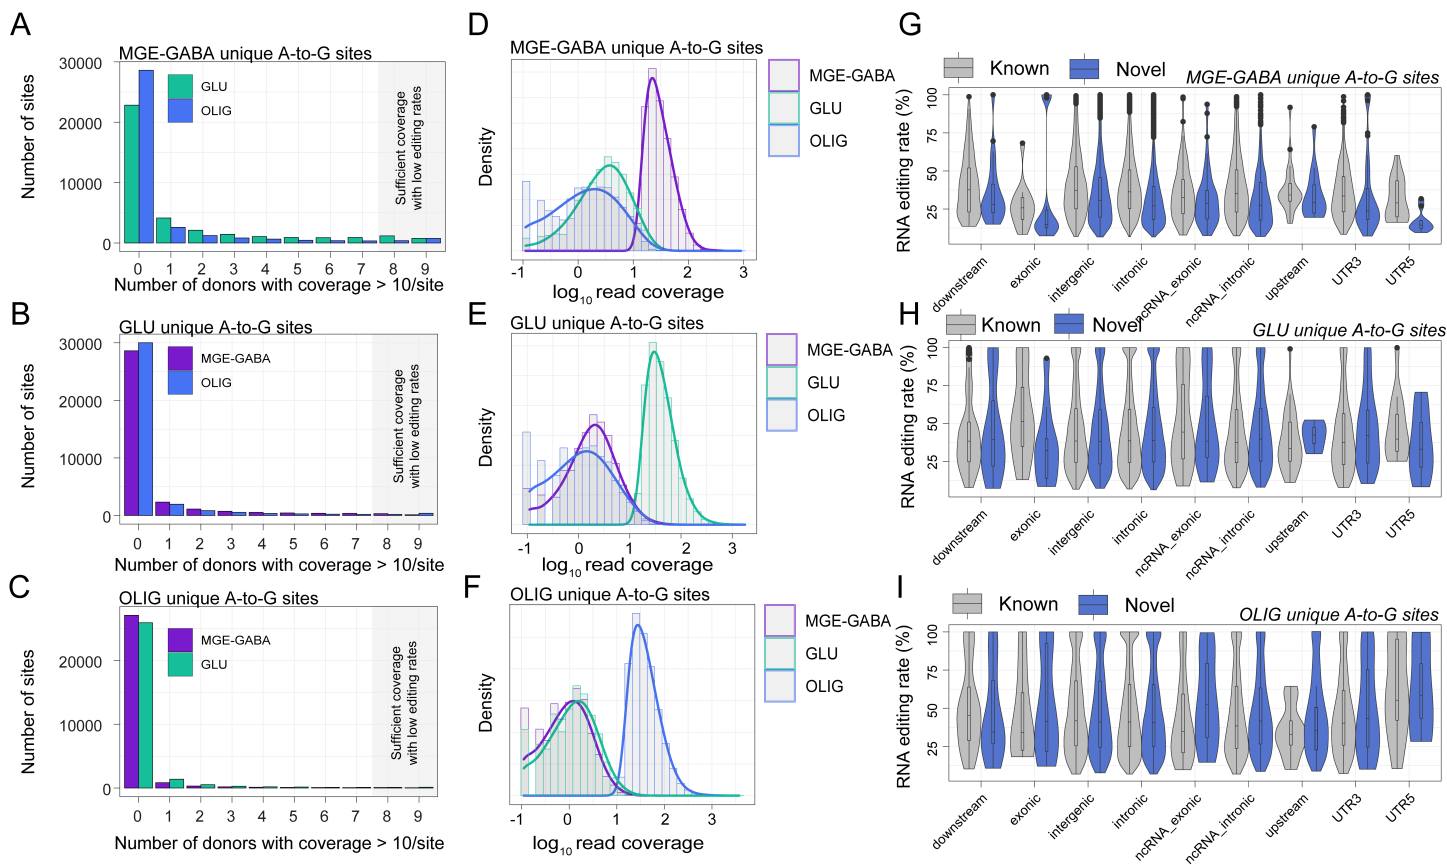 A
MGE-GABA unique A-to-G sites
Number of sites
30000
20000
10000
0
GLU
OLIG
Sufficient coverage
with low editing rates
0 1 2 3 4 5 6 7 8 9
Number of donors with coverage > 10/site
B
GLU unique A-to-G sites
Number of sites
30000
20000
10000
0
MGE-GABA
OLIG
Sufficient coverage
with low editing rates
0 1 2 3 4 5 6 7 8 9
Number of donors with coverage > 10/site
C
OLIG unique A-to-G sites
Number of sites
20000
10000
0
MGE-GABA
GLU
Sufficient coverage
with low editing rates
0 1 2 3 4 5 6 7 8 9
Number of donors with coverage > 10/site
D
MGE-GABA unique A-to-G sites
Density
MGE-GABA
GLU
OLIG
-1 0 1 2 3
log10 read coverage
E
GLU unique A-to-G sites
Density
MGE-GABA
GLU
OLIG
-1 0 1 2 3
log10 read coverage
F
OLIG unique A-to-G sites
Density
MGE-GABA
GLU
OLIG
-1 0 1 2 3
log10 read coverage
G
Known Novel
MGE-GABA unique A-to-G sites
RNA editing rate (%)
100
75
50
25
downstream exonic intergenic intronic ncRNA_exonic ncRNA_intronic upstream UTR3 UTR5
H
Known Novel
GLU unique A-to-G sites
RNA editing rate (%)
100
75
50
25
downstream exonic intergenic intronic ncRNA_exonic ncRNA_intronic upstream UTR3 UTR5
I
Known Novel
OLIG unique A-to-G sites
RNA editing rate (%)
100
75
50
25
downstream exonic intergenic intronic ncRNA_exonic ncRNA_intronic upstream UTR3 UTR5